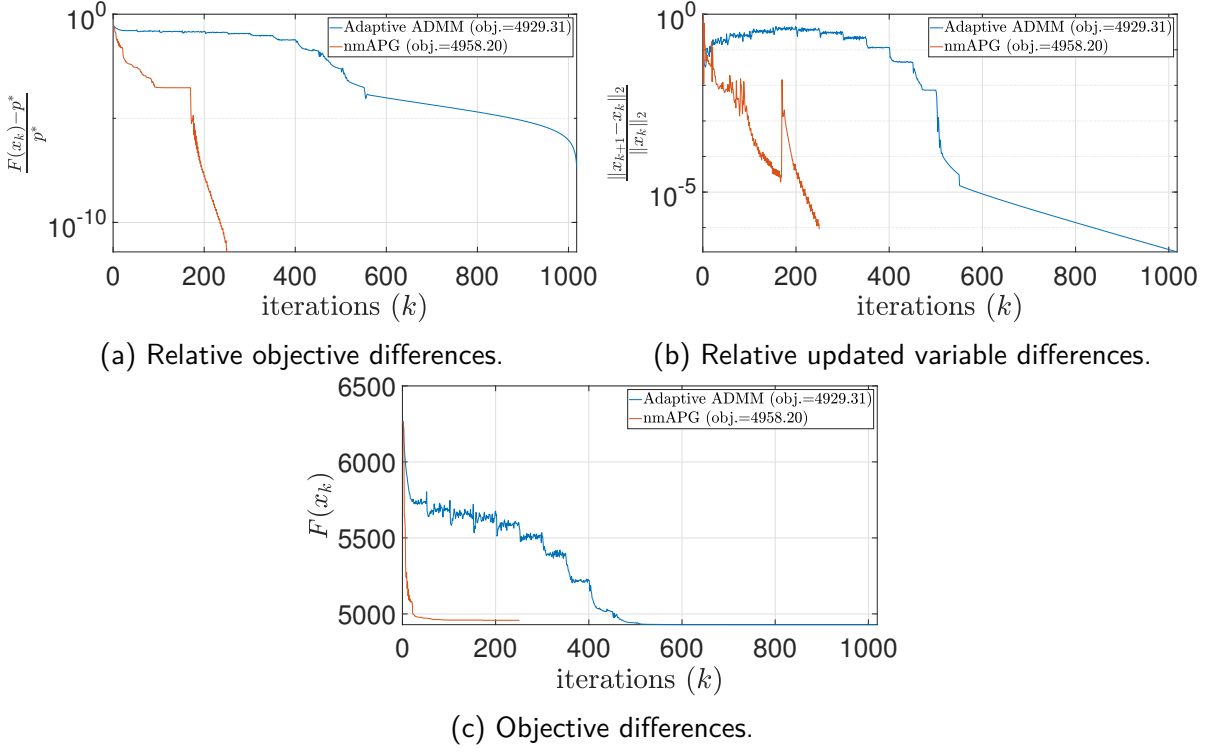 10^0
10^-5
10^-10
F(x_k)-p^*
p^*
Adaptive ADMM (obj.=4929.31)
nmAPG (obj.=4958.20)
0 200 400 600 800 1000
iterations (k)
(a) Relative objective differences.
10^0
10^-5
||x_{k+1}-x_k||_2
||x_k||_2
Adaptive ADMM (obj.=4929.31)
nmAPG (obj.=4958.20)
0 200 400 600 800 1000
iterations (k)
(b) Relative updated variable differences.
6500
6000
5500
5000
F(x_k)
Adaptive ADMM (obj.=4929.31)
nmAPG (obj.=4958.20)
0 200 400 600 800 1000
iterations (k)
(c) Objective differences.